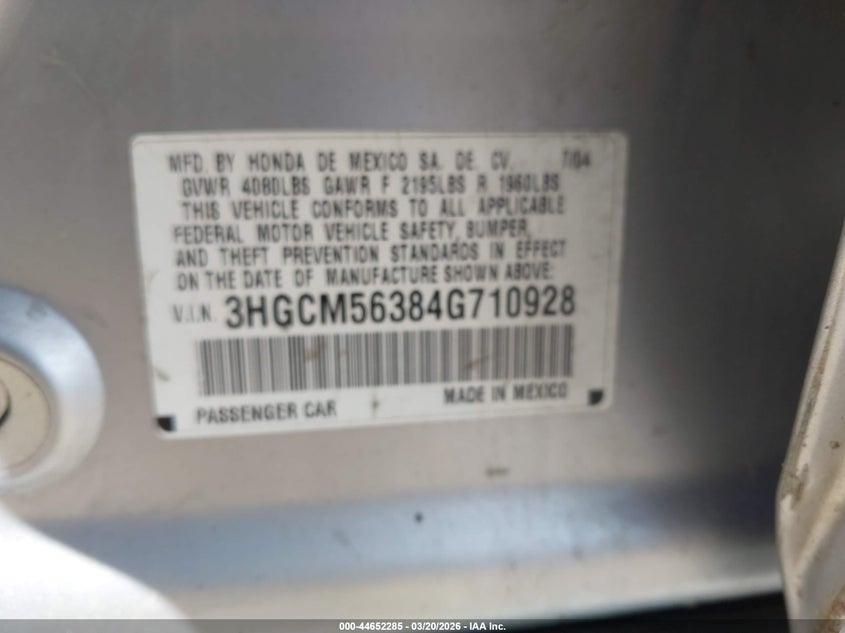 MFD. BY HONDA DE MEXICO SA. DE. CV. 7/04
GVWR 4080LBS GAWR F 2195LBS R 1960LBS
THIS VEHICLE CONFORMS TO ALL APPLICABLE
FEDERAL MOTOR VEHICLE SAFETY, BUMPER,
AND THEFT PREVENTION STANDARDS IN EFFECT
ON THE DATE OF MANUFACTURE SHOWN ABOVE:
V.I.N. 3HGCM56384G710928
PASSENGER CAR MADE IN MEXICO
000-44652285 | 03/20/2026 | IAA Inc.